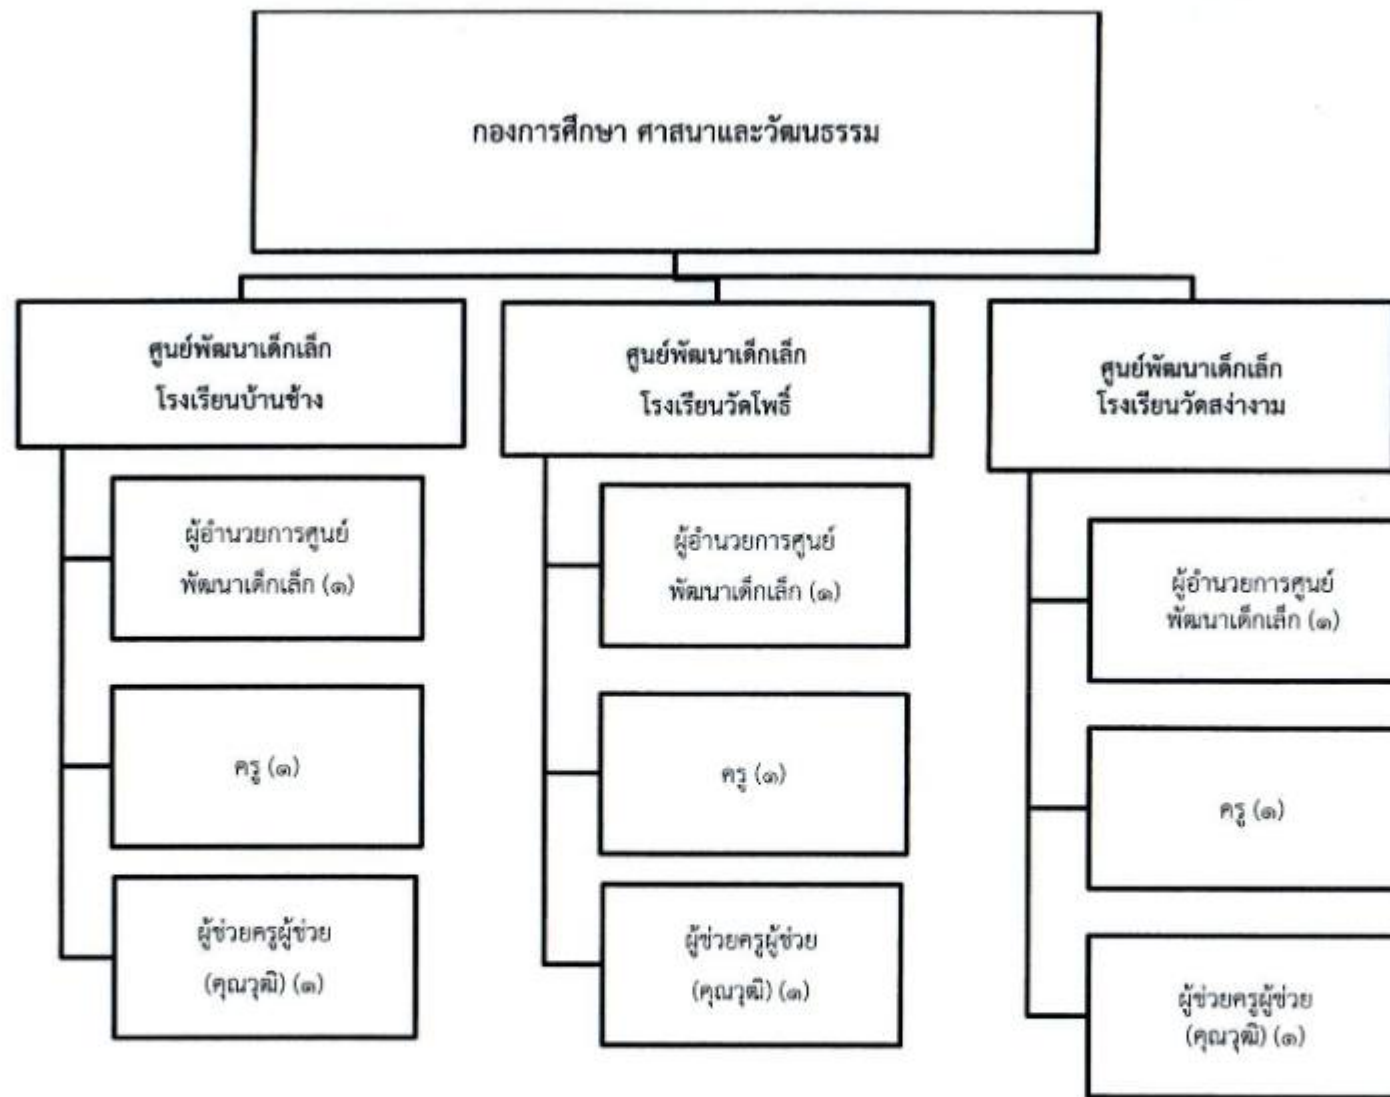 กองการศึกษา ศาสนาและวัฒนธรรม
ศูนย์พัฒนาเด็กเล็ก
โรงเรียนบ้านช้าง
ผู้อำนวยการศูนย์
พัฒนาเด็กเล็ก (๑)
ครู (๑)
ผู้ช่วยครูผู้ช่วย
(คุณวุฒิ) (๑)
ศูนย์พัฒนาเด็กเล็ก
โรงเรียนวัดโพธิ์
ผู้อำนวยการศูนย์
พัฒนาเด็กเล็ก (๑)
ครู (๑)
ผู้ช่วยครูผู้ช่วย
(คุณวุฒิ) (๑)
ศูนย์พัฒนาเด็กเล็ก
โรงเรียนวัดสง่างาม
ผู้อำนวยการศูนย์
พัฒนาเด็กเล็ก (๑)
ครู (๑)
ผู้ช่วยครูผู้ช่วย
(คุณวุฒิ) (๑)